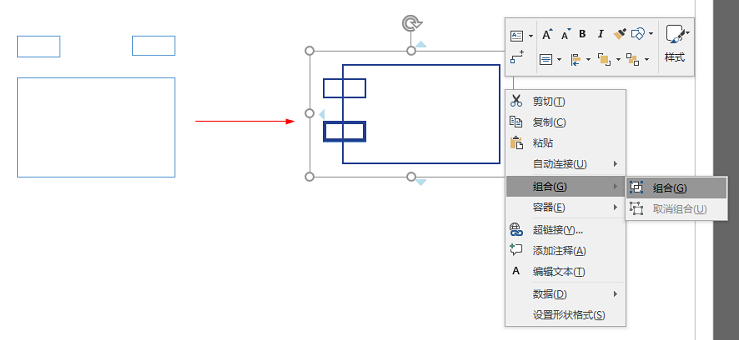 A A B I
样式
剪切(T)
复制(C)
粘贴
自动连接(U)
组合(G)
组合(G)
取消组合(U)
容器(E)
超链接(Y)...
添加注释(A)
A 编辑文本(T)
数据(D)
设置形状格式(S)